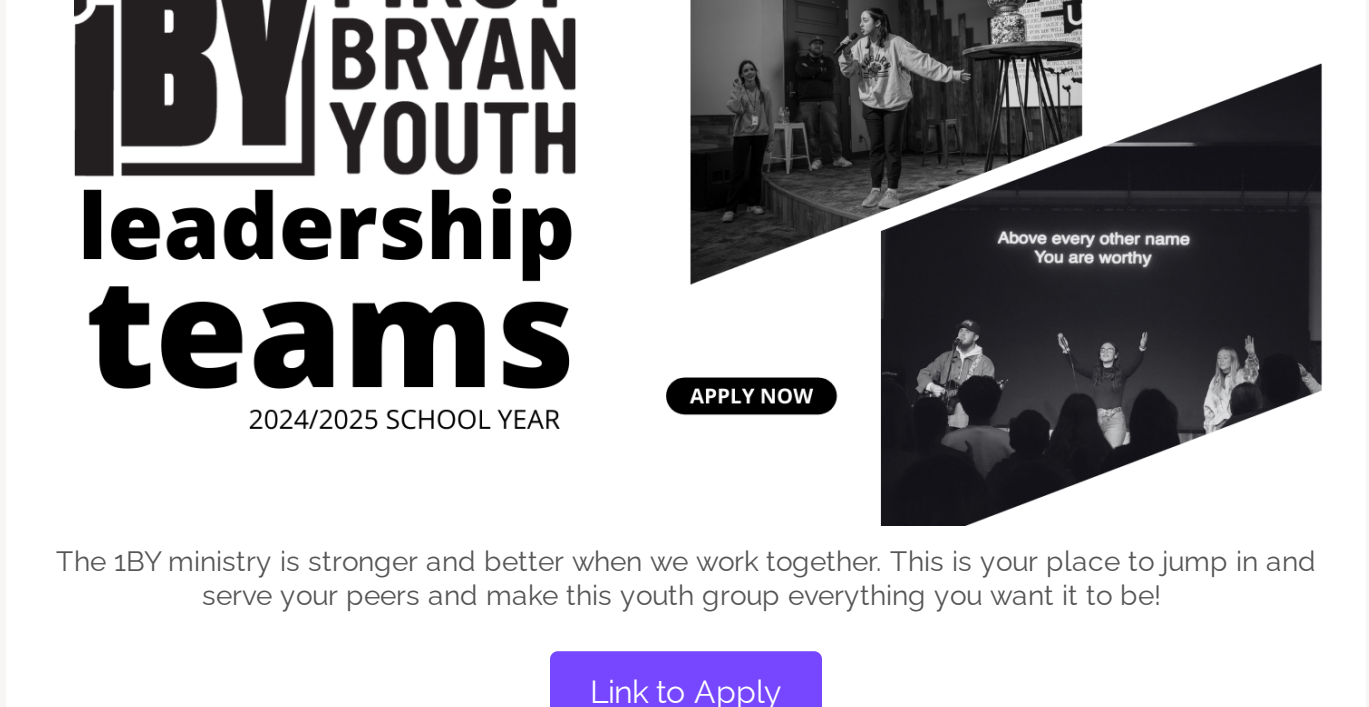 1BY
BRYAN
YOUTH
leadership
teams
2024/2025 SCHOOL YEAR
Above every other name
You are worthy
APPLY NOW
The 1BY ministry is stronger and better when we work together. This is your place to jump in and
serve your peers and make this youth group everything you want it to be!
Link to Apply